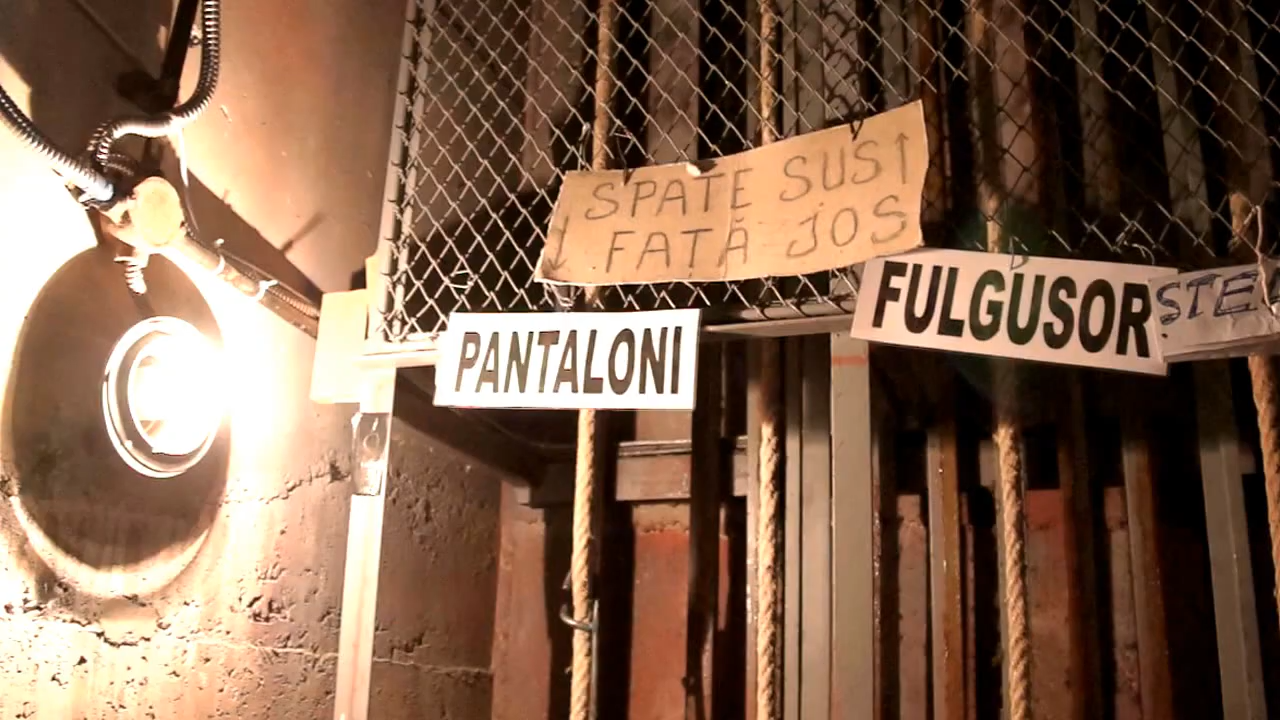 SPATE SUS ↑
↓ FAȚĂ JOS
PANTALONI
FULGUSOR
STE